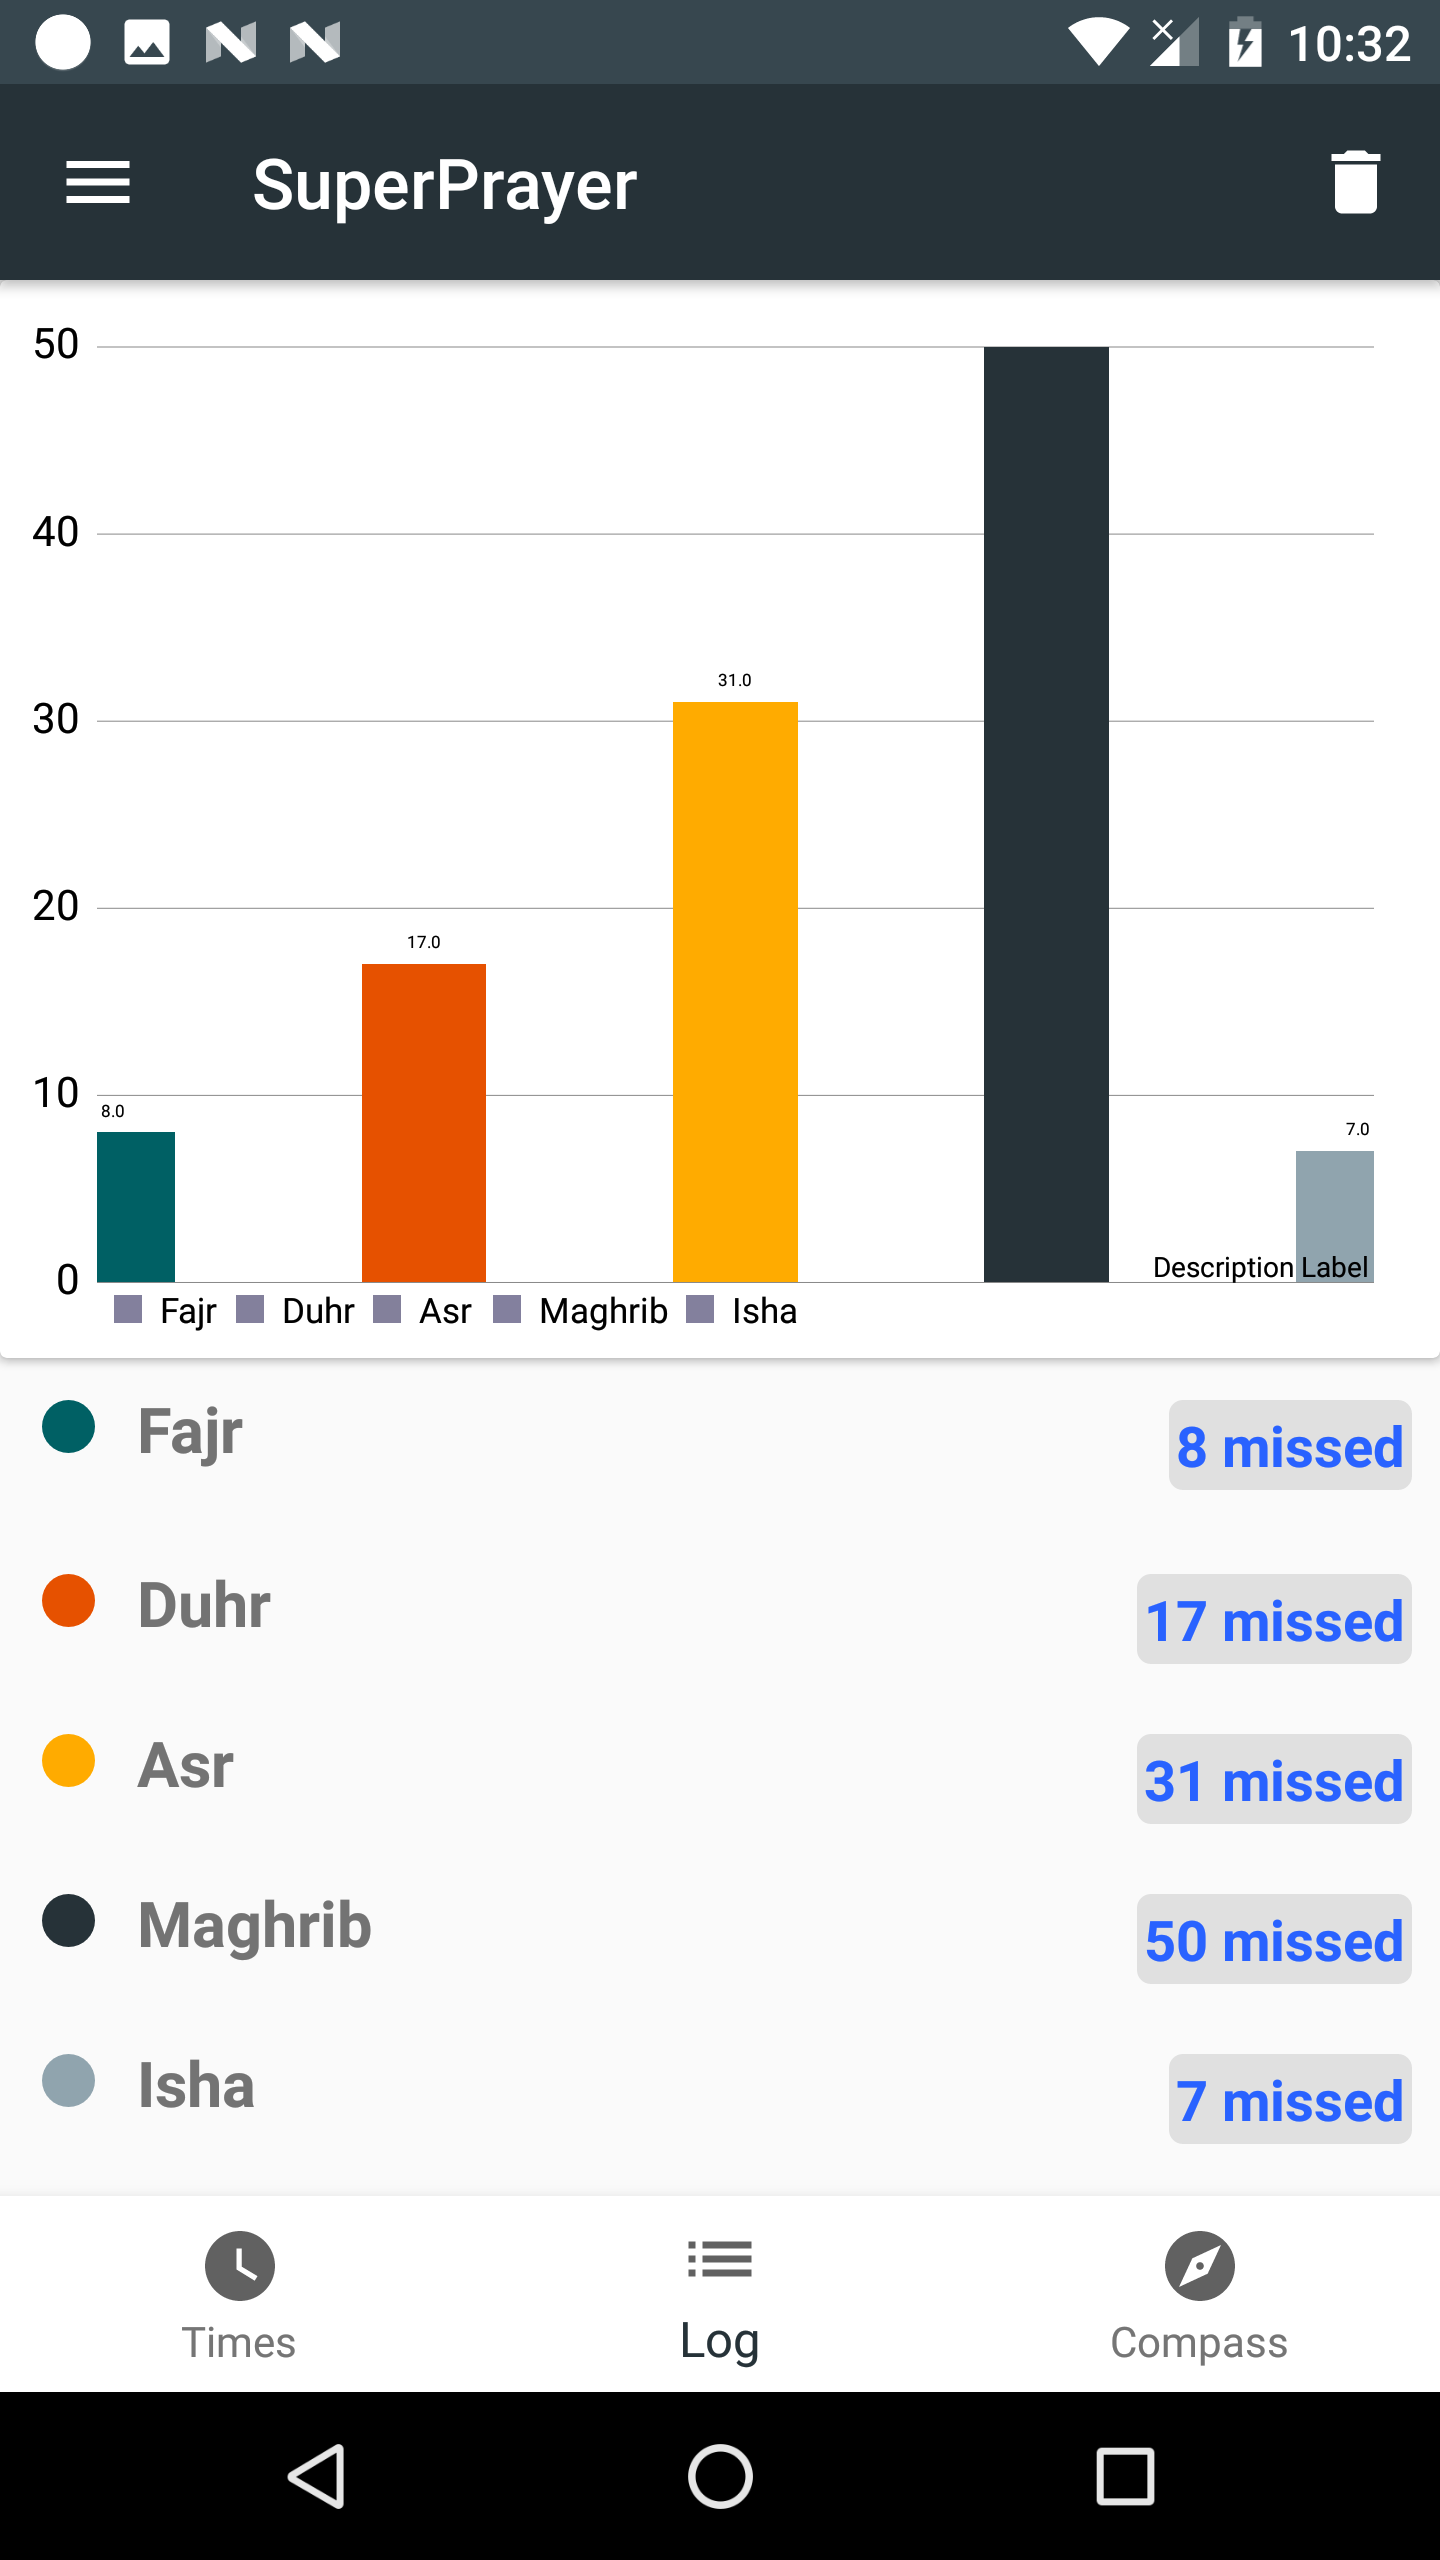 10:32
SuperPrayer
50
40
31.0
30
20
17.0
10
8.0
7.0
Description Label
0
Fajr Duhr Asr Maghrib Isha
Fajr 8 missed
Duhr 17 missed
Asr 31 missed
Maghrib 50 missed
Isha 7 missed
Times Log Compass